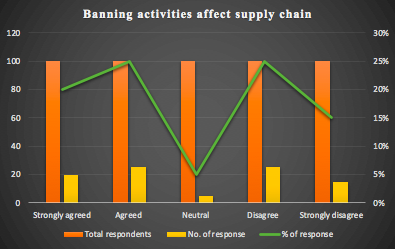 Banning activities affect supply chain
120 30%
100 25%
80 20%
60 15%
40 10%
20 5%
0 0%
Strongly agreed Agreed Neutral Disagree Strongly disagree
Total respondents No. of response % of response